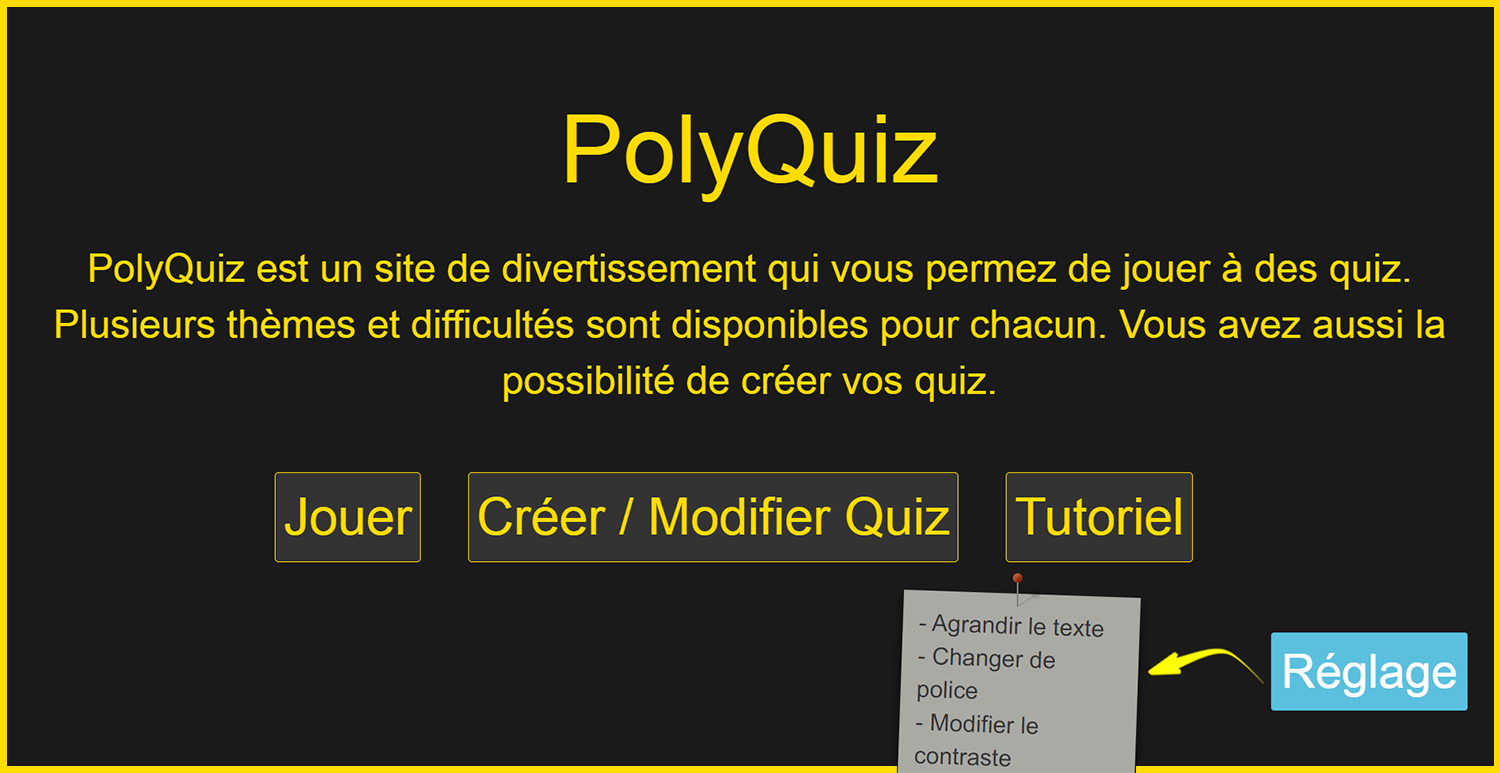 PolyQuiz
PolyQuiz est un site de divertissement qui vous permez de jouer à des quiz.
Plusieurs thèmes et difficultés sont disponibles pour chacun. Vous avez aussi la
possibilité de créer vos quiz.
Jouer
Créer / Modifier Quiz
Tutoriel
- Agrandir le texte
- Changer de
police
- Modifier le
contraste
Réglage